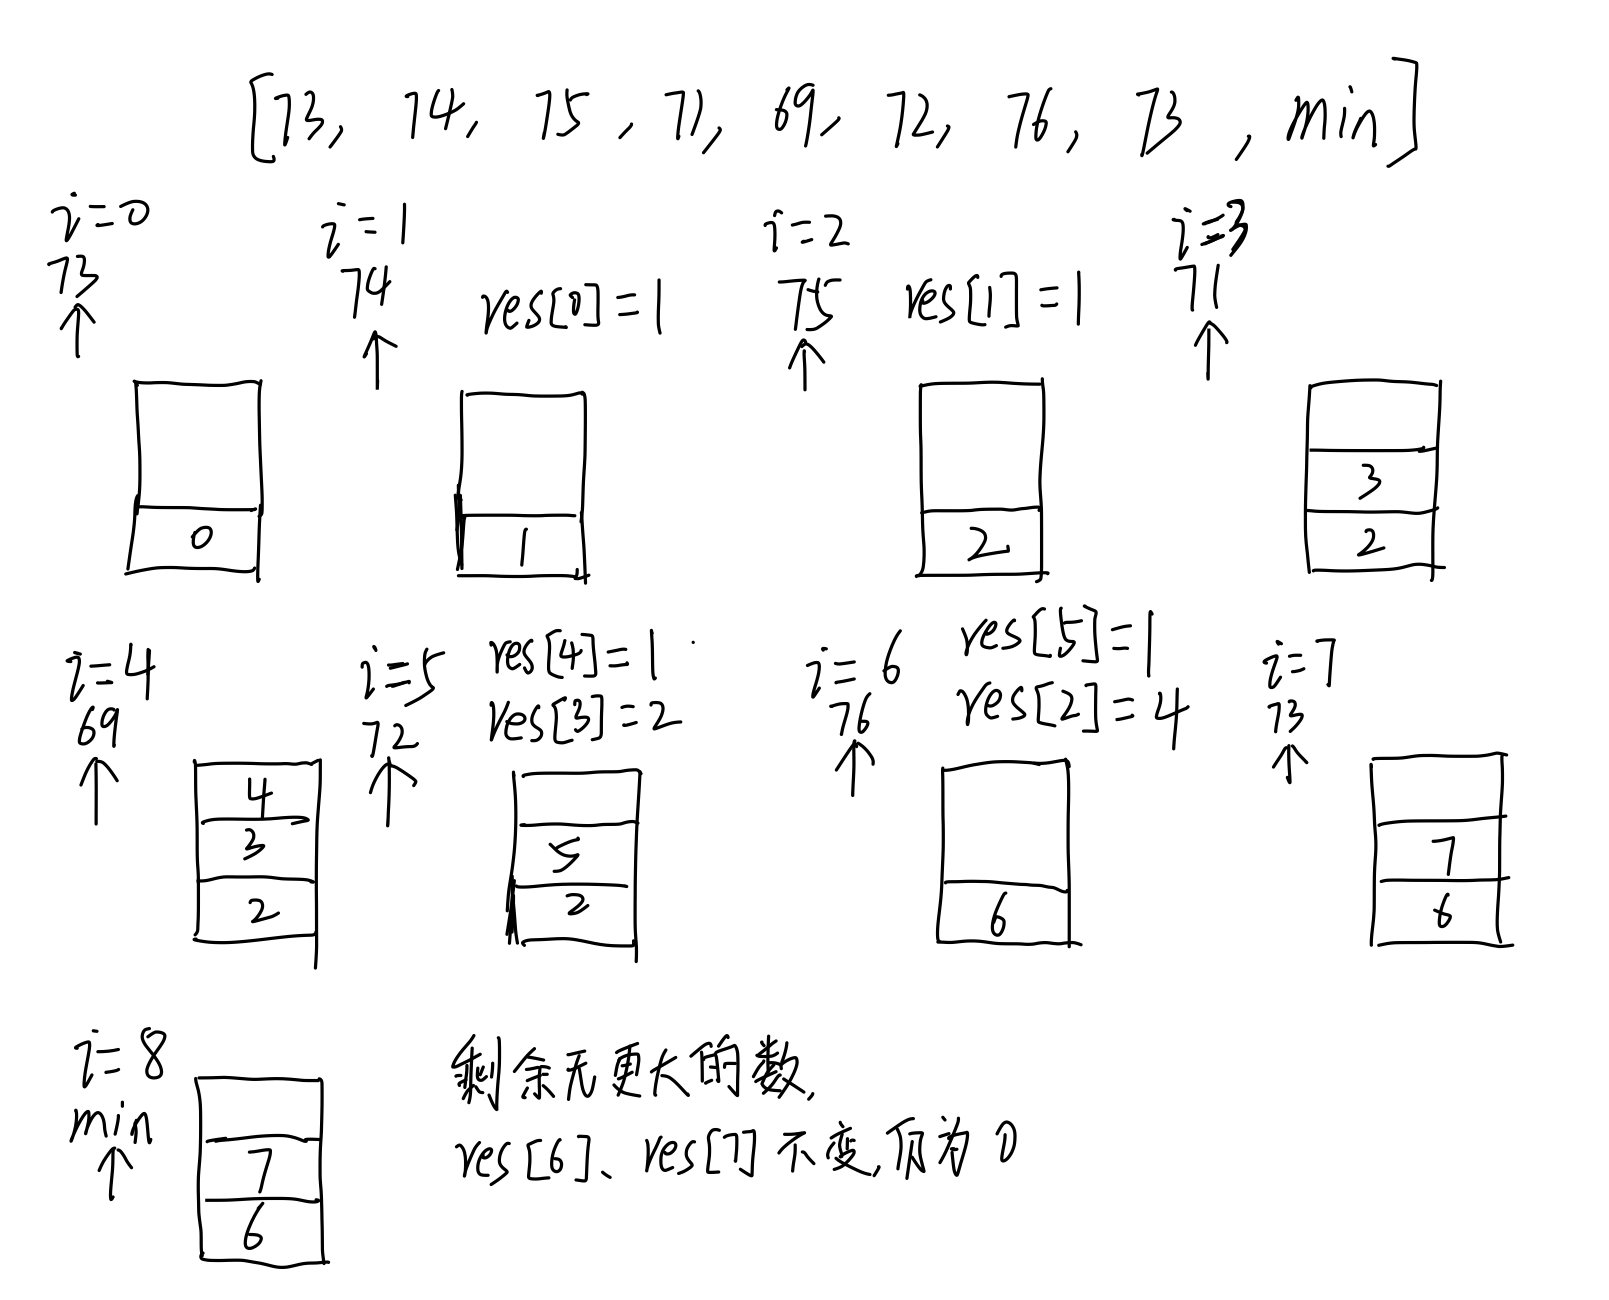 [73, 74, 75, 71, 69, 72, 76, 73, min]
i=0
73
0
i=1
74
res[0]=1
1
i=2
75
res[1]=1
2
i=3
71
3
2
i=4
69
4
3
2
i=5
72
res[4]=1
res[3]=2
5
2
i=6
76
res[5]=1
res[2]=4
6
i=7
73
7
6
i=8
min
7
6
剩余无更大的数,
res[6]、res[7]不变,仍为0